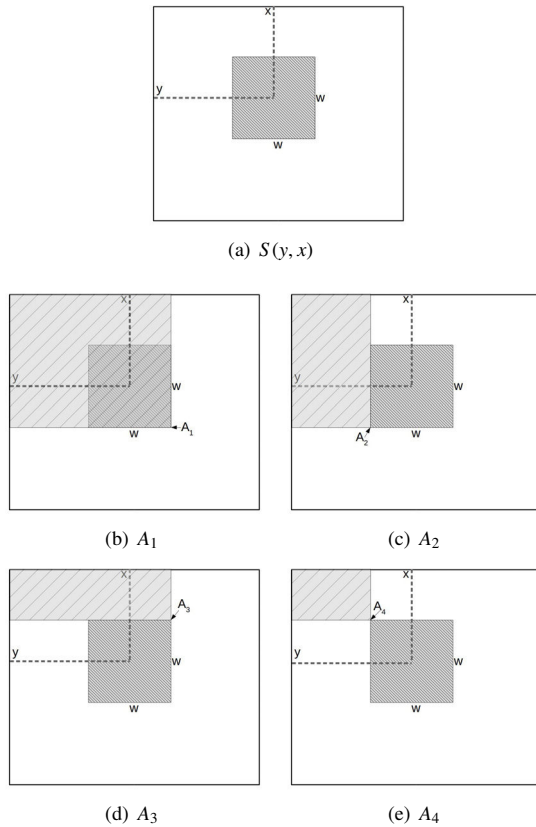 x
y
w
w
(a) S(y, x)
x
y
w
w
A₁
(b) A₁
x
y
w
w
A₂
(c) A₂
x
A₃
y
w
w
(d) A₃
x
A₄
y
w
w
(e) A₄